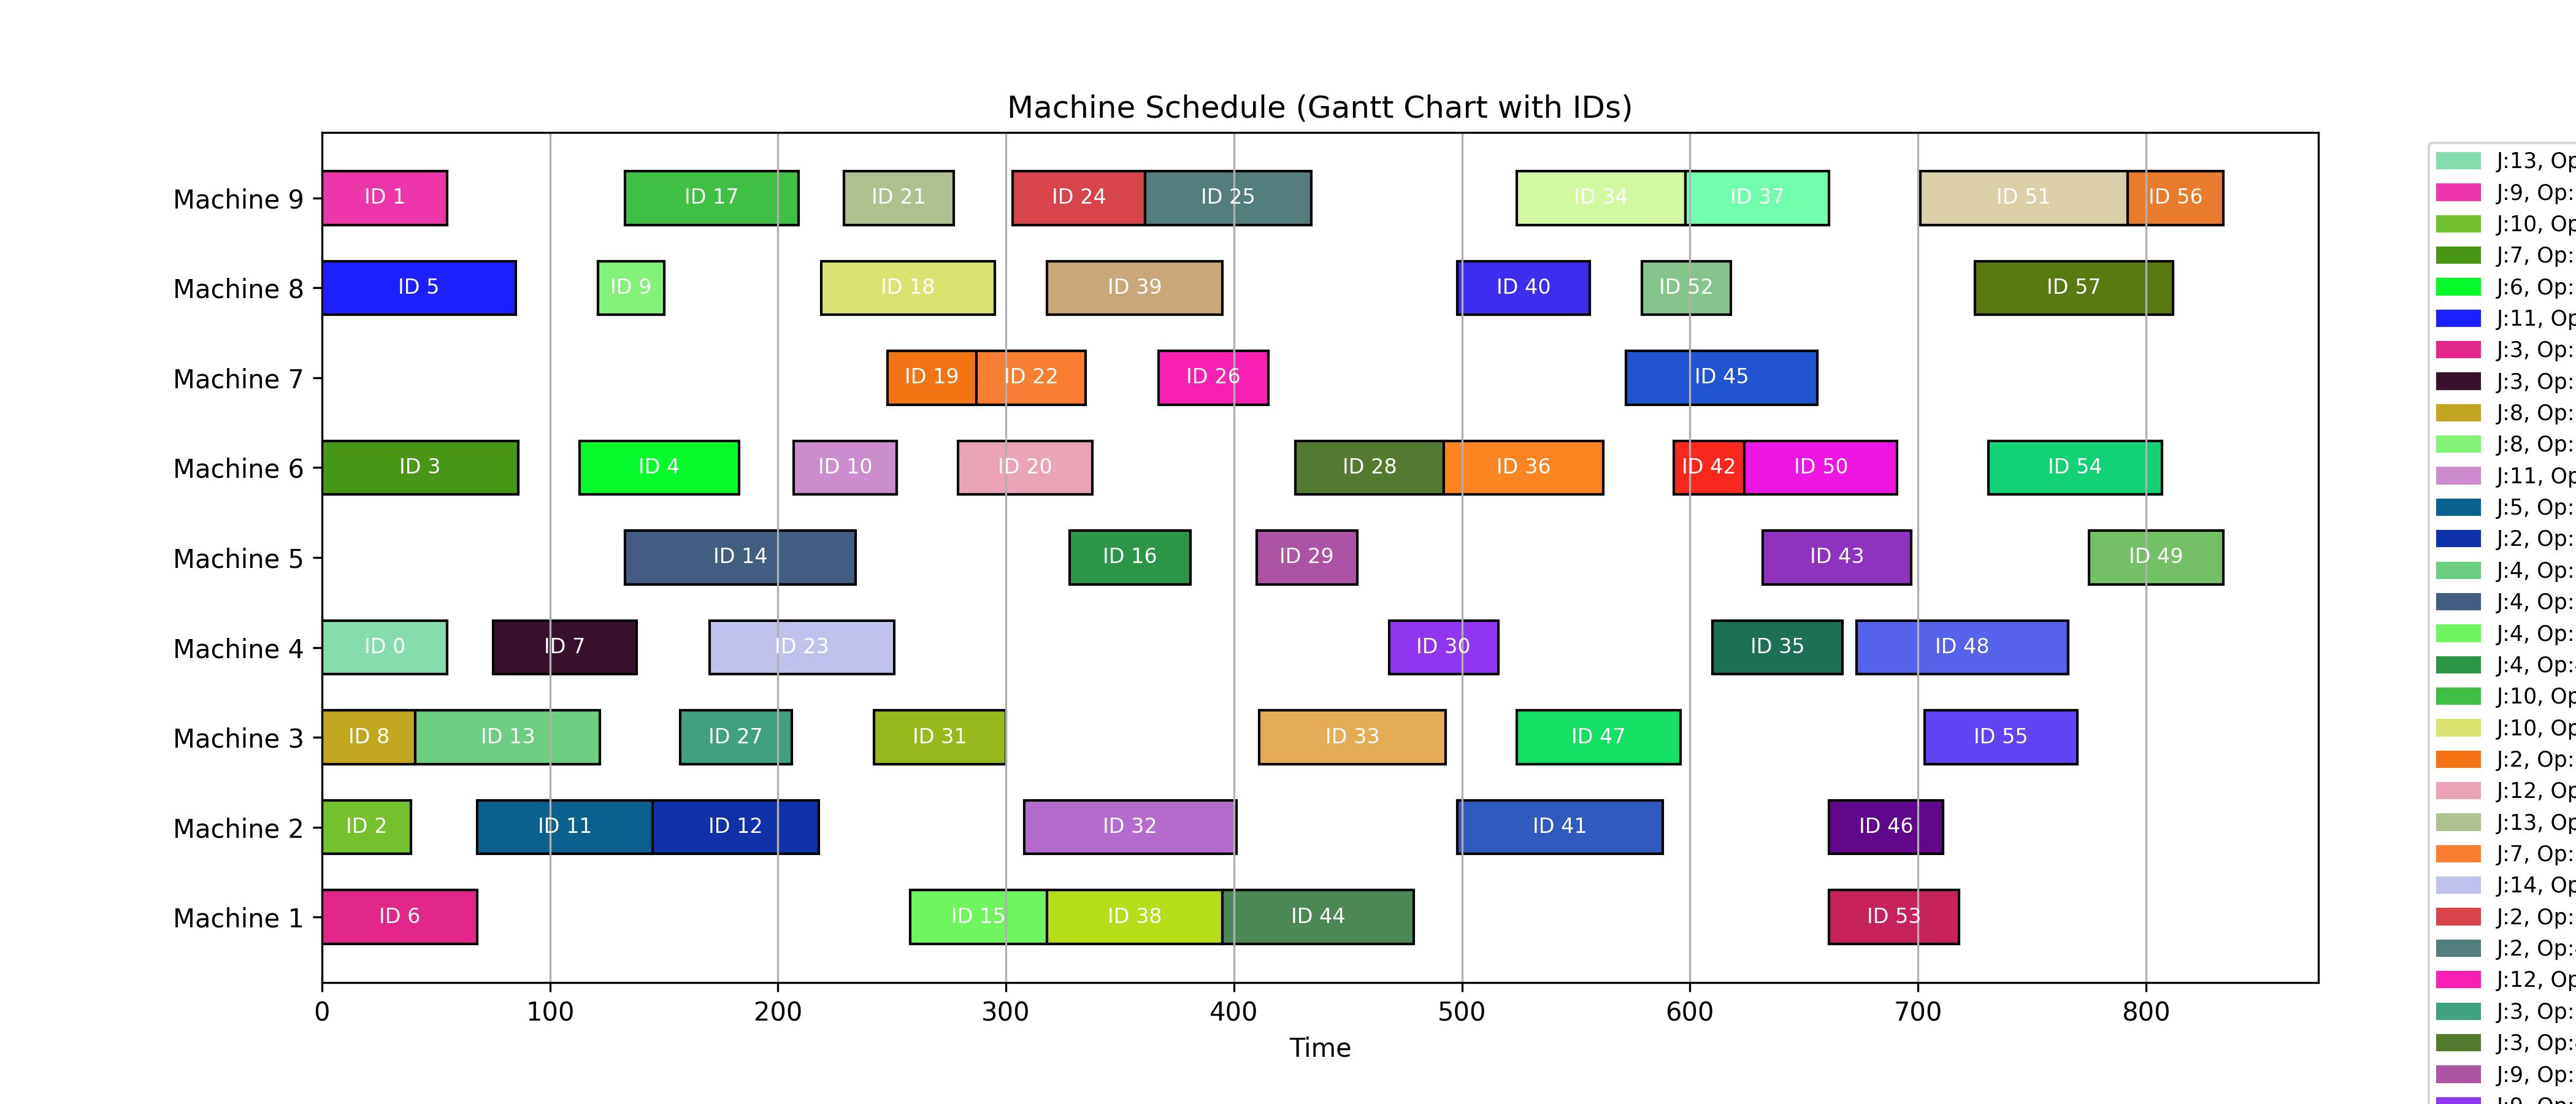 Machine Schedule (Gantt Chart with IDs)
Machine 9
ID 1
ID 17
ID 21
ID 24
ID 25
ID 34
ID 37
ID 51
ID 56
Machine 8
ID 5
ID 9
ID 18
ID 39
ID 40
ID 52
ID 57
Machine 7
ID 19
ID 22
ID 26
ID 45
Machine 6
ID 3
ID 4
ID 10
ID 20
ID 28
ID 36
ID 42
ID 50
ID 54
Machine 5
ID 14
ID 16
ID 29
ID 43
ID 49
Machine 4
ID 0
ID 7
ID 23
ID 30
ID 35
ID 48
Machine 3
ID 8
ID 13
ID 27
ID 31
ID 33
ID 47
ID 55
Machine 2
ID 2
ID 11
ID 12
ID 32
ID 41
ID 46
Machine 1
ID 6
ID 15
ID 38
ID 44
ID 53
0 100 200 300 400 500 600 700 800
Time
J:13, Op
J:9, Op:
J:10, Op
J:7, Op:
J:6, Op:
J:11, Op
J:3, Op:
J:3, Op:
J:8, Op:
J:8, Op:
J:11, Op
J:5, Op:
J:2, Op:
J:4, Op:
J:4, Op:
J:4, Op:
J:4, Op:
J:10, Op
J:10, Op
J:2, Op:
J:12, Op
J:13, Op
J:7, Op:
J:14, Op
J:2, Op:
J:2, Op:
J:12, Op
J:3, Op:
J:3, Op:
J:9, Op: